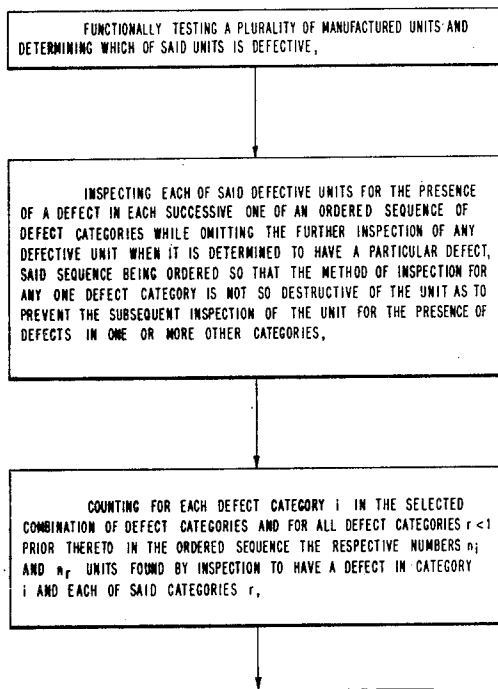 FUNCTIONALLY TESTING A PLURALITY OF MANUFACTURED UNITS AND
DETERMINING WHICH OF SAID UNITS IS DEFECTIVE,
INSPECTING EACH OF SAID DEFECTIVE UNITS FOR THE PRESENCE
OF A DEFECT IN EACH SUCCESSIVE ONE OF AN ORDERED SEQUENCE OF
DEFECT CATEGORIES WHILE OMITTING THE FURTHER INSPECTION OF ANY
DEFECTIVE UNIT WHEN IT IS DETERMINED TO HAVE A PARTICULAR DEFECT,
SAID SEQUENCE BEING ORDERED SO THAT THE METHOD OF INSPECTION FOR
ANY ONE DEFECT CATEGORY IS NOT SO DESTRUCTIVE OF THE UNIT AS TO
PREVENT THE SUBSEQUENT INSPECTION OF THE UNIT FOR THE PRESENCE OF
DEFECTS IN ONE OR MORE OTHER CATEGORIES,
COUNTING FOR EACH DEFECT CATEGORY i IN THE SELECTED
COMBINATION OF DEFECT CATEGORIES AND FOR ALL DEFECT CATEGORIES r<1
PRIOR THERETO IN THE ORDERED SEQUENCE THE RESPECTIVE NUMBERS ni
AND nr UNITS FOUND BY INSPECTION TO HAVE A DEFECT IN CATEGORY
i AND EACH OF SAID CATEGORIES r,